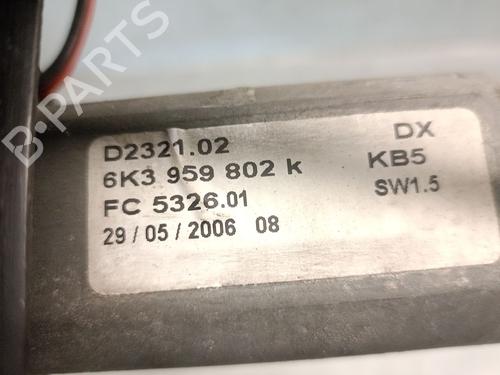 B-PARTS
D2321.02 DX
6K3 959 802 k KB5
FC 5326.01 SW1.5
29 / 05 / 2006 08